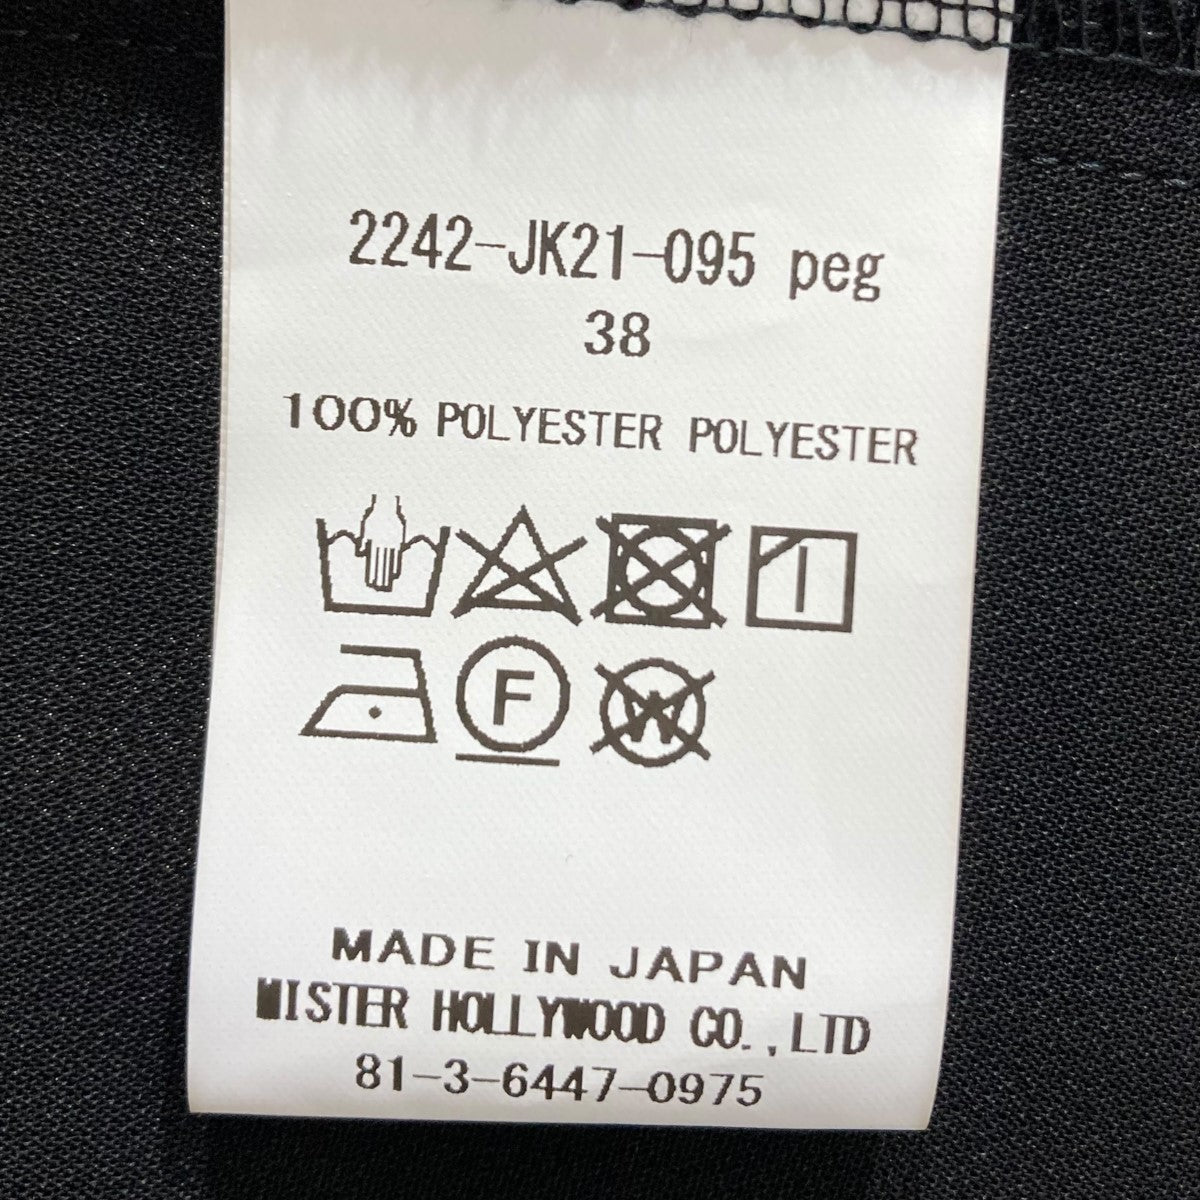 2242-JK21-095 peg
38
100% POLYESTER POLYESTER
F W
MADE IN JAPAN
MISTER HOLLYWOOD CO.,LTD
81-3-6447-0975